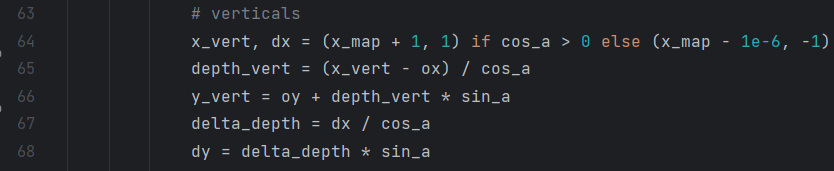 63 # verticals
64 x_vert, dx = (x_map + 1, 1) if cos_a > 0 else (x_map - 1e-6, -1)
65 depth_vert = (x_vert - ox) / cos_a
66 y_vert = oy + depth_vert * sin_a
67 delta_depth = dx / cos_a
68 dy = delta_depth * sin_a